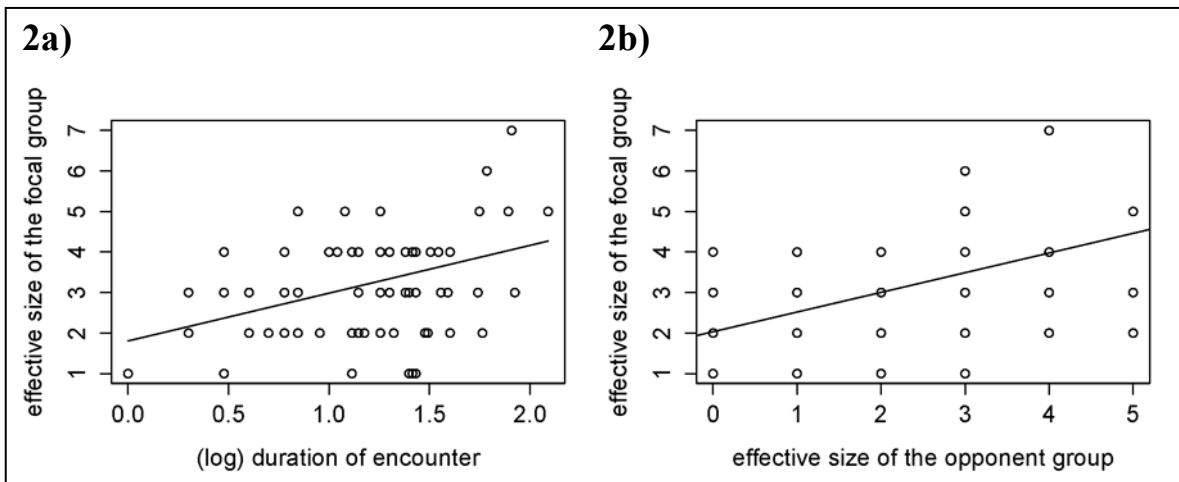 2a)
effective size of the focal group
7
6
5
4
3
2
1
0.0 0.5 1.0 1.5 2.0
(log) duration of encounter
2b)
effective size of the focal group
7
6
5
4
3
2
1
0 1 2 3 4 5
effective size of the opponent group